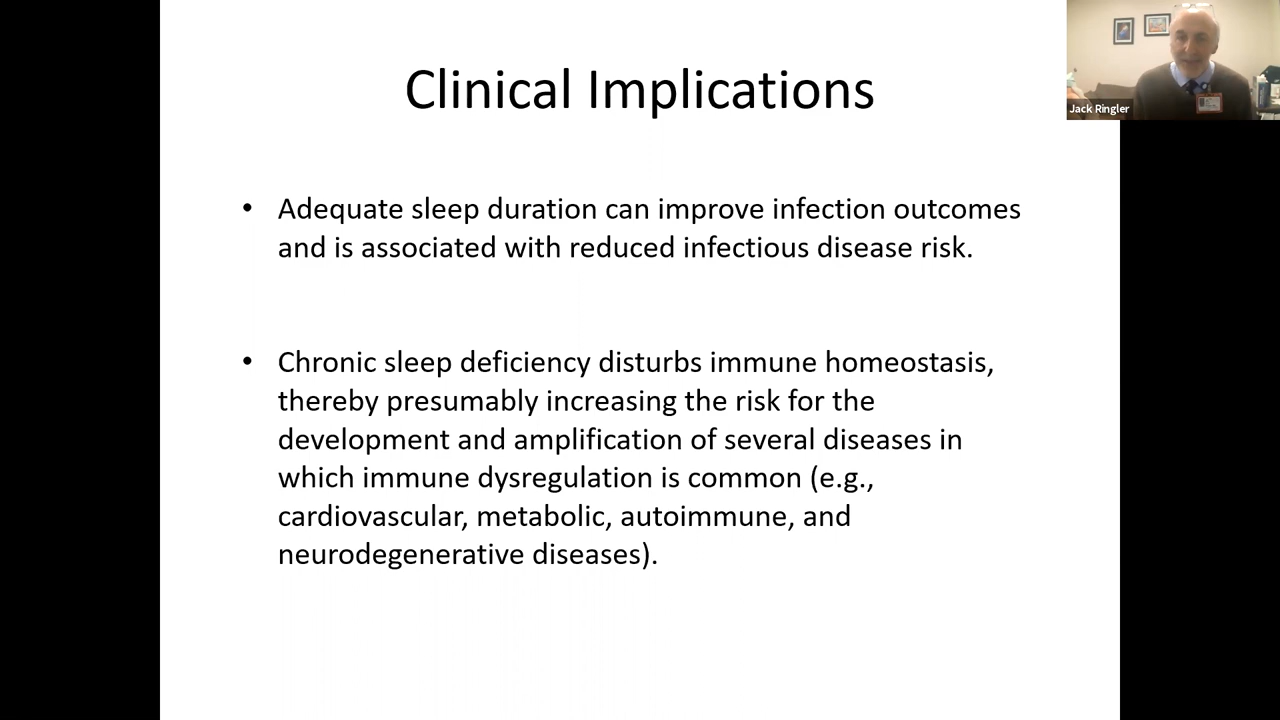 Clinical Implications
Jack Ringler
• Adequate sleep duration can improve infection outcomes
and is associated with reduced infectious disease risk.
• Chronic sleep deficiency disturbs immune homeostasis,
thereby presumably increasing the risk for the
development and amplification of several diseases in
which immune dysregulation is common (e.g.,
cardiovascular, metabolic, autoimmune, and
neurodegenerative diseases).